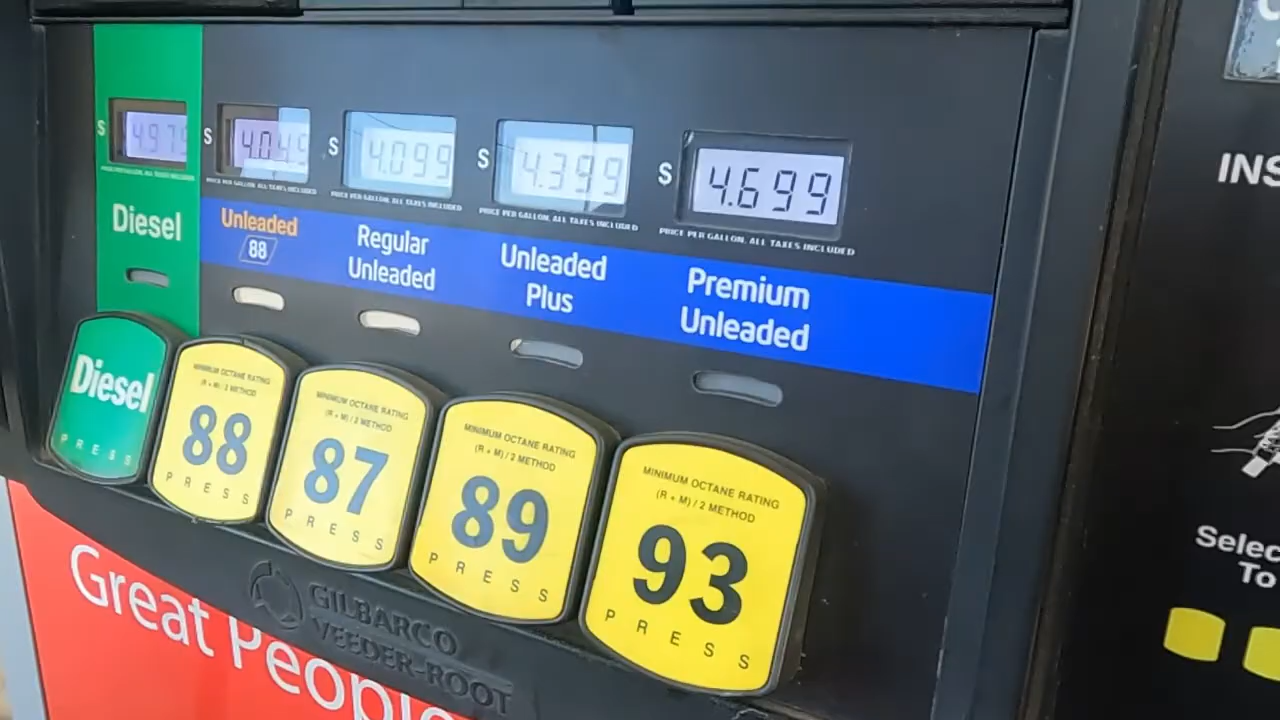 $ 4.979
$ 4.049
$ 4.099
$ 4.399
$ 4.699
PRICE PER GALLON, ALL TAXES INCLUDED
PRICE PER GALLON, ALL TAXES INCLUDED
PRICE PER GALLON, ALL TAXES INCLUDED
PRICE PER GALLON, ALL TAXES INCLUDED
PRICE PER GALLON, ALL TAXES INCLUDED
Diesel
Unleaded
88
Regular
Unleaded
Unleaded
Plus
Premium
Unleaded
Diesel
PRESS
MINIMUM OCTANE RATING
(R + M) / 2 METHOD
88
PRESS
MINIMUM OCTANE RATING
(R + M) / 2 METHOD
87
PRESS
MINIMUM OCTANE RATING
(R + M) / 2 METHOD
89
PRESS
MINIMUM OCTANE RATING
(R + M) / 2 METHOD
93
PRESS
GILBARCO
VEEDER-ROOT
Great People
INS
Selec
To